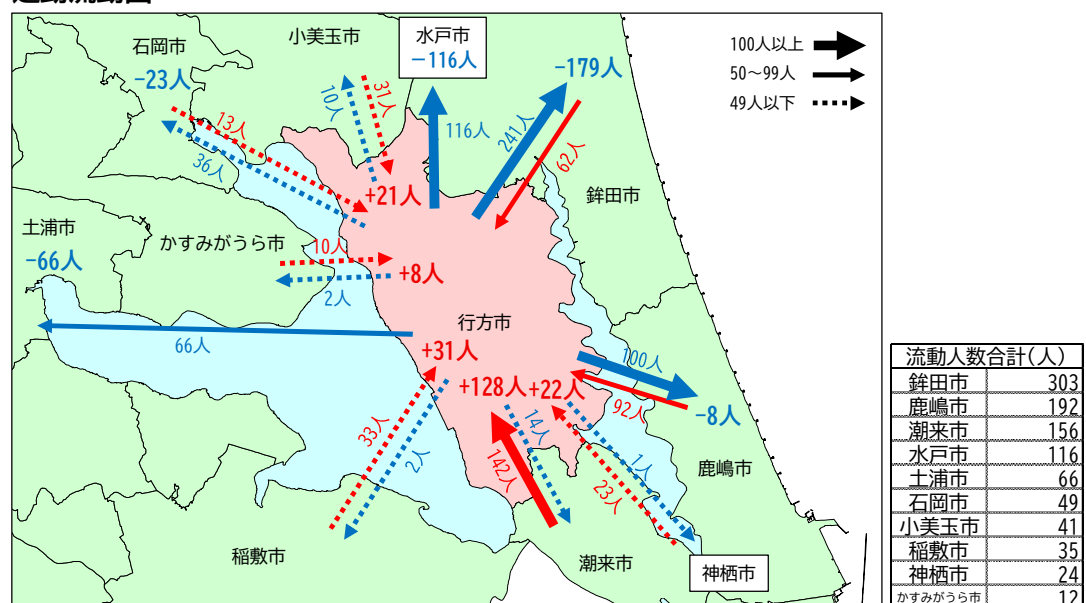 石岡市
-23人
小美玉市
水戸市
-116人
-179人
100人以上
50~99人
49人以下
13人
36人
10人
31人
116人
241人
62人
+21人
鉾田市
土浦市
-66人
かすみがうら市
10人
2人
+8人
行方市
66人
+31人
+128人
+22人
100人
92人
-8人
33人
2人
14人
142人
1人
23人
鹿嶋市
稲敷市
潮来市
神栖市
流動人数合計(人)
鉾田市 303
鹿嶋市 192
潮来市 156
水戸市 116
土浦市 66
石岡市 49
小美玉市 41
稲敷市 35
神栖市 24
かすみがうら市 12